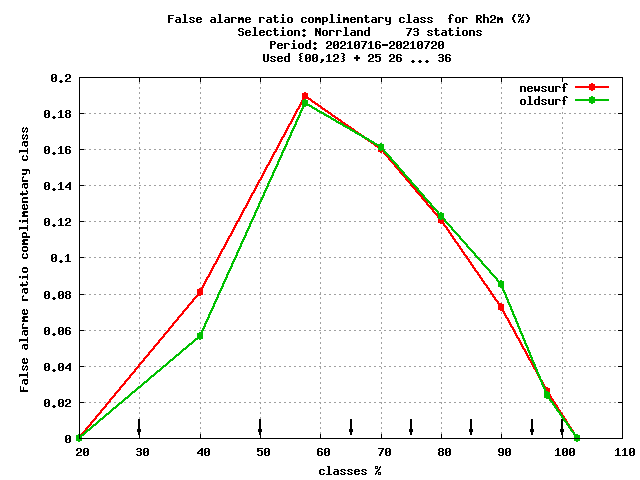 False alarme ratio complimentary class  for Rh2m (%)
Selection: Norrland     73 stations
Period: 20210716-20210720
Used {00,12} + 25 26 ... 36
newsurf
oldsurf
False alarme ratio complimentary class
0.2
0.18
0.16
0.14
0.12
0.1
0.08
0.06
0.04
0.02
0
20 30 40 50 60 70 80 90 100 110
classes %